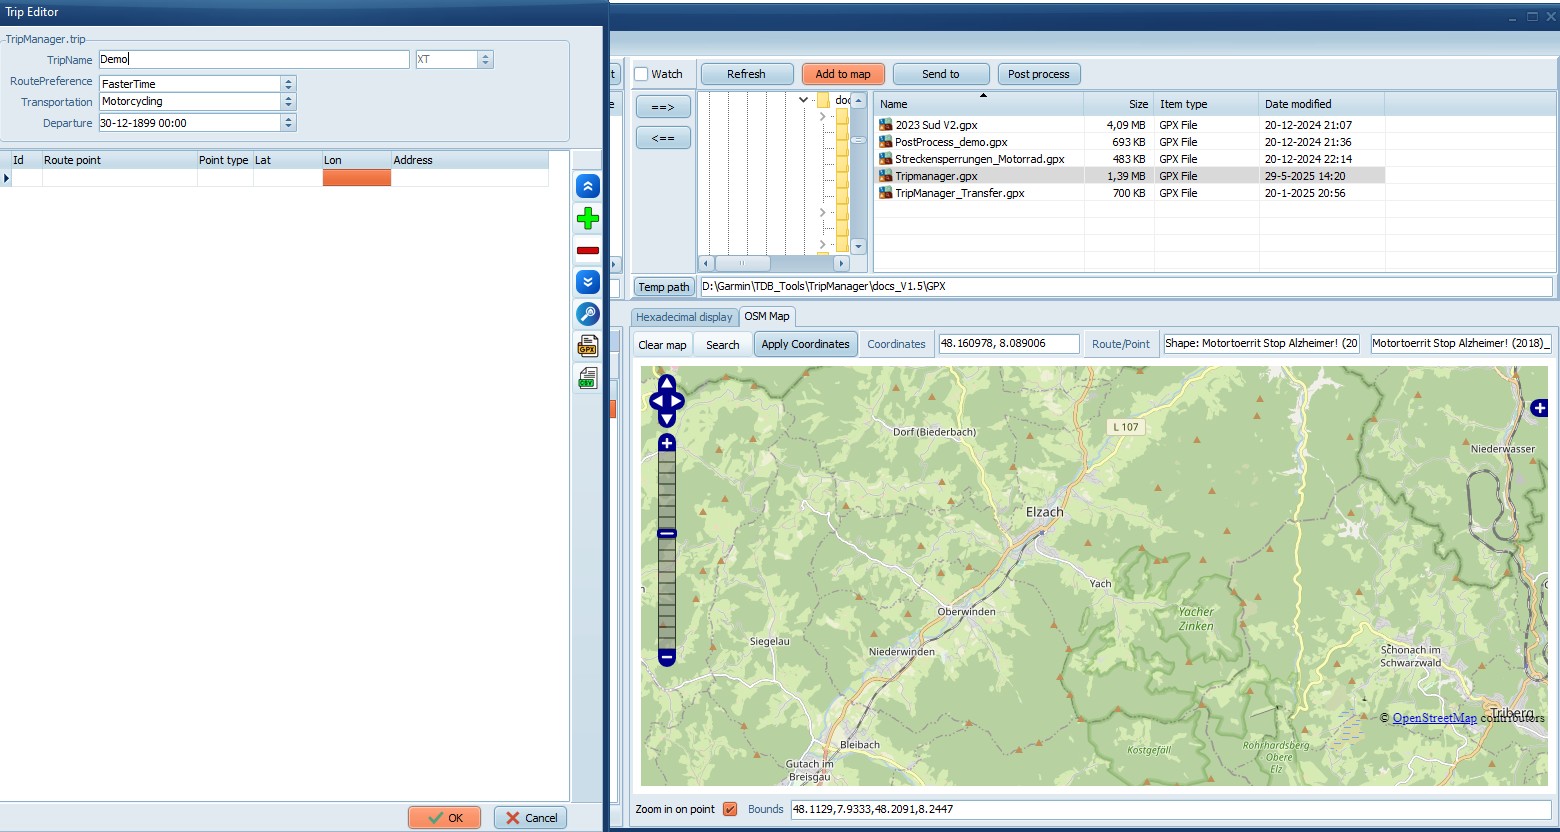 Trip Editor
TripManager.trip
TripName Demo XT
RoutePreference FasterTime
Transportation Motorcycling
Departure: 30-12-1899 00:00
Id Route point Point type Lat Lon Address
GPX
CSV
OK Cancel
t
e
Watch Refresh Add to map Send to Post process
==>
<==
doc
Name Size Item type Date modified
2023 Sud V2.gpx 4,09 MB GPX File 20-12-2024 21:07
PostProcess_demo.gpx 693 KB GPX File 20-12-2024 21:36
Streckensperrungen_Motorrad.gpx 483 KB GPX File 20-12-2024 22:14
Tripmanager.gpx 1,39 MB GPX File 29-5-2025 14:20
TripManager_Transfer.gpx 700 KB GPX File 20-1-2025 20:56
Temp path D:\Garmin\TDB_Tools\TripManager\docs_V1.5\GPX
Hexadecimal display OSM Map
Clear map Search Apply Coordinates Coordinates 48.160978, 8.089006 Route/Point Shape: Motortoerrit Stop Alzheimer! (20 Motortoerrit Stop Alzheimer! (2018)_
L 107
Dorf (Biederbach)
Niederwasser
Elzach
Yach
Oberwinden
Yacher
Zinken
Siegelau
Niederwinden
Schonach im
Schwarzwald
Triberg
© OpenStreetMap contributors
Bleibach
Kostgefäll
Rohrhardsberg
Obere
Elz
Gutach im
Breisgau
Zoom in on point Bounds 48.1129,7.9333,48.2091,8.2447